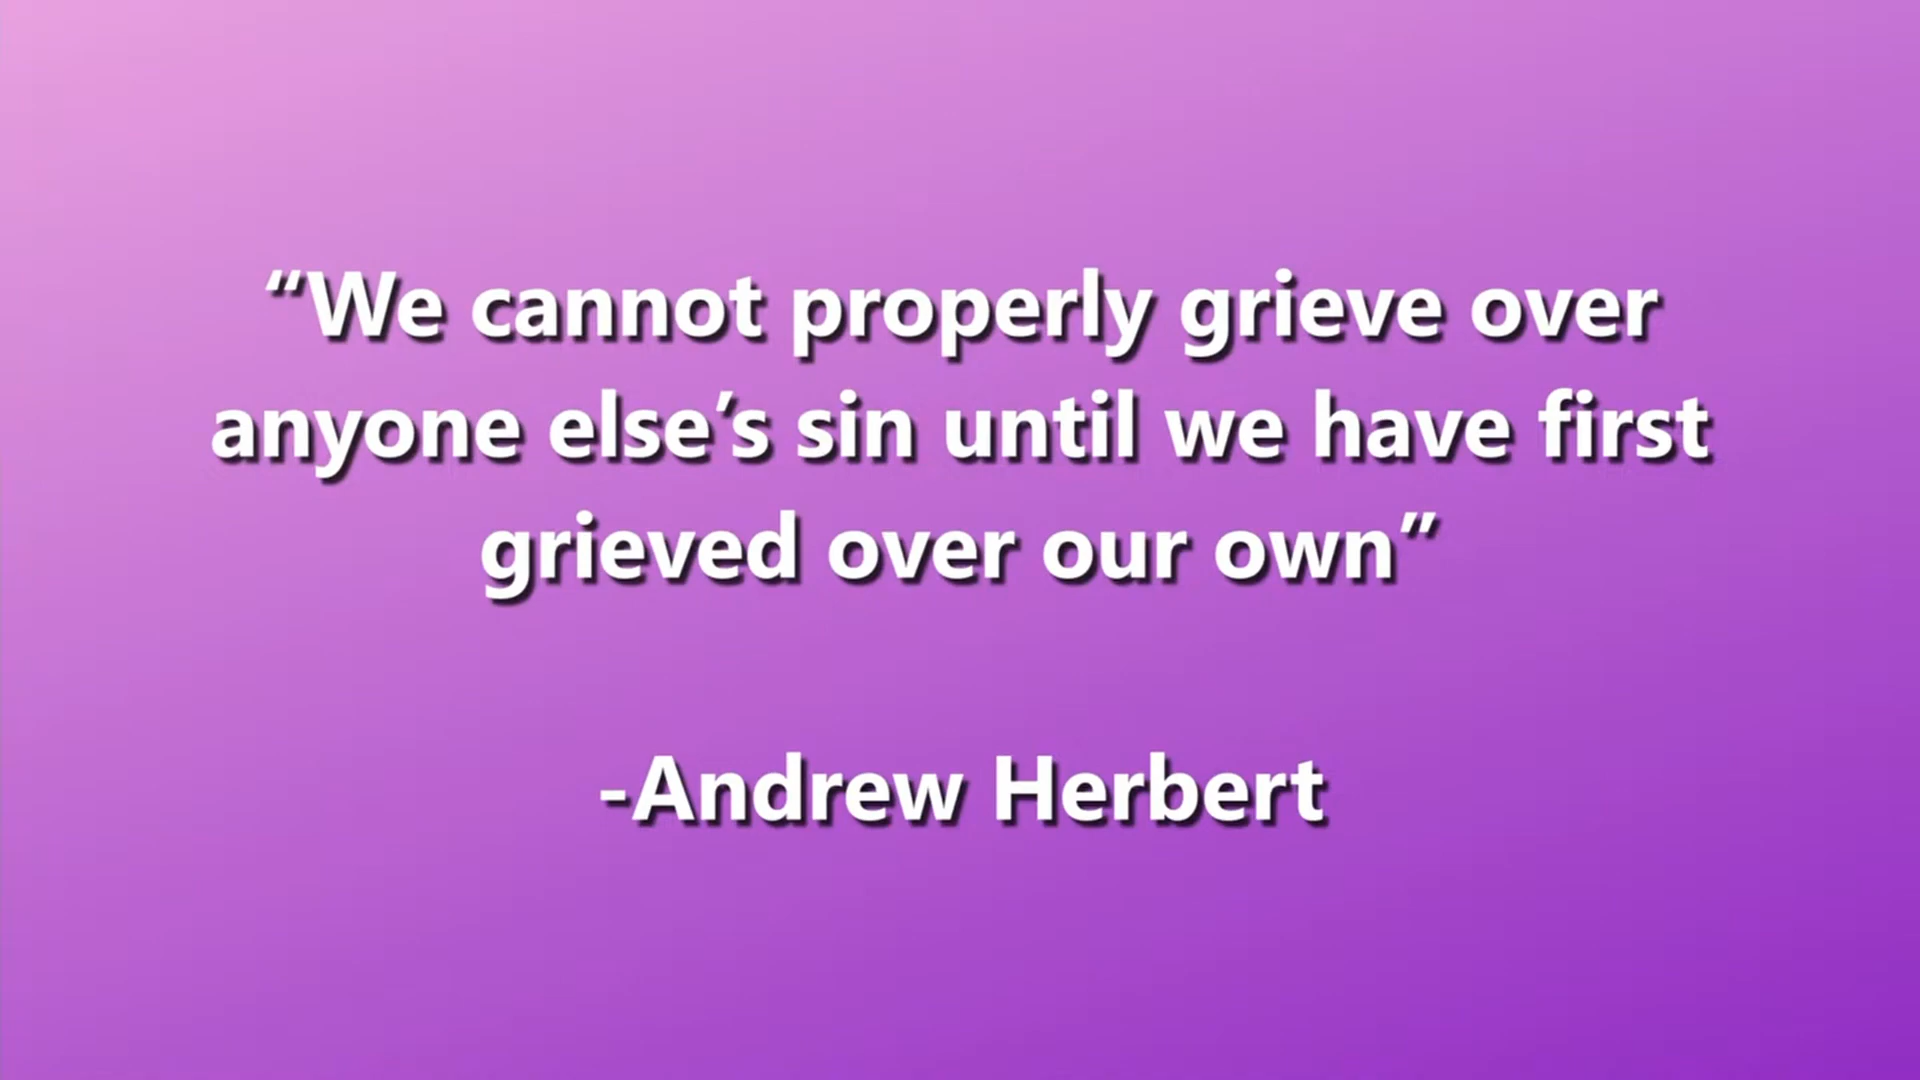 “We cannot properly grieve over
anyone else’s sin until we have first
grieved over our own”
-Andrew Herbert